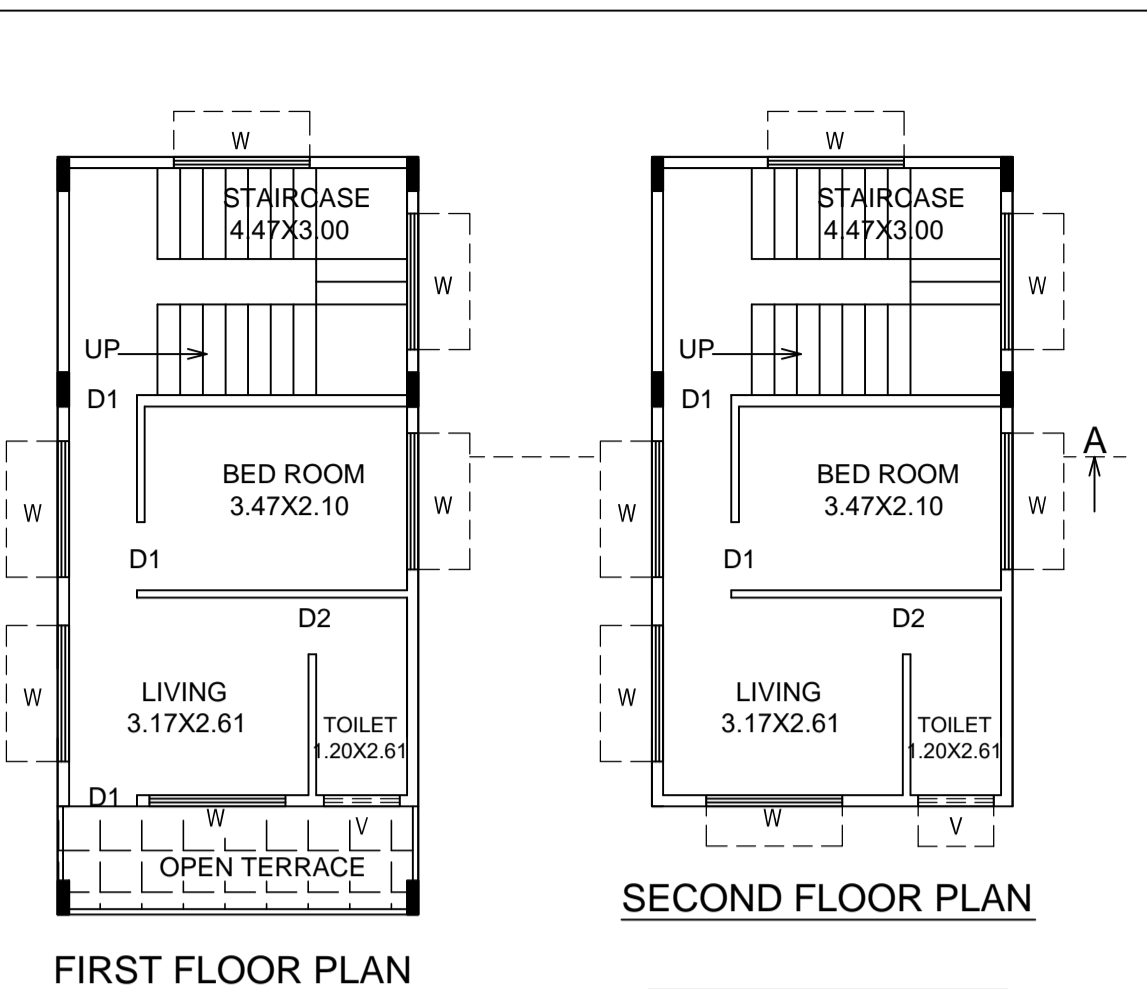 W
STAIRCASE
4.47X3.00
W
UP
D1
BED ROOM
3.47X2.10
W
W
D1
D2
LIVING
3.17X2.61
W
TOILET
1.20X2.61
D1
W
V
OPEN TERRACE
FIRST FLOOR PLAN
W
STAIRCASE
4.47X3.00
W
UP
D1
A
BED ROOM
3.47X2.10
W
W
D1
D2
LIVING
3.17X2.61
W
TOILET
1.20X2.61
W
V
SECOND FLOOR PLAN